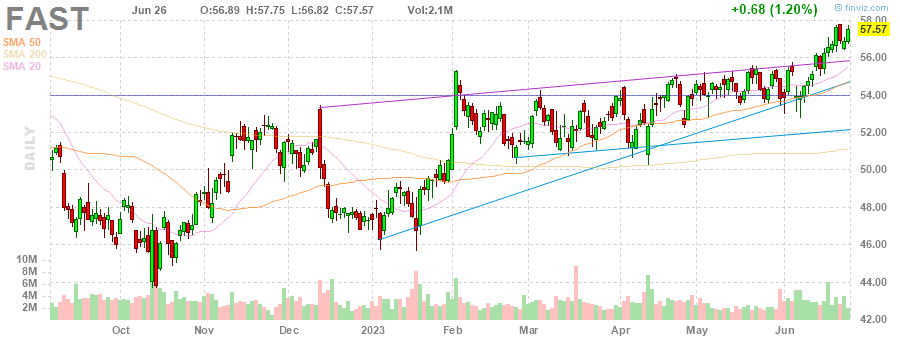 FAST Jun 26 O:56.89 H:57.75 L:56.82 C:57.57 Vol:2.1M +0.68 (1.20%)
© finviz.com
SMA 50
SMA 200
SMA 20
DAILY
58.00
57.57
56.00
54.00
52.00
50.00
48.00
46.00
44.00
42.00
10M
8M
6M
4M
2M
Oct Nov Dec 2023 Feb Mar Apr May Jun